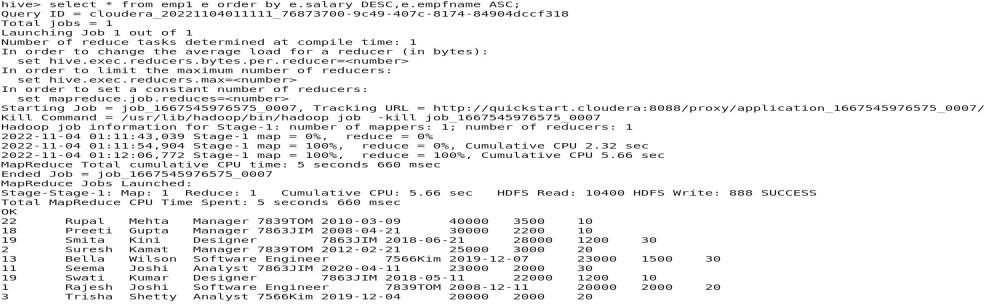 hive> select * from emp1 e order by e.salary DESC,e.empfname ASC;
Query ID = cloudera_20221104011111_76873700-9c49-407c-8174-84904dccf318
Total jobs = 1
Launching Job 1 out of 1
Number of reduce tasks determined at compile time: 1
In order to change the average load for a reducer (in bytes):
  set hive.exec.reducers.bytes.per.reducer=<number>
In order to limit the maximum number of reducers:
  set hive.exec.reducers.max=<number>
In order to set a constant number of reducers:
  set mapreduce.job.reduces=<number>
Starting Job = job_1667545976575_0007, Tracking URL = http://quickstart.cloudera:8088/proxy/application_1667545976575_0007/
Kill Command = /usr/lib/hadoop/bin/hadoop job  -kill job_1667545976575_0007
Hadoop job information for Stage-1: number of mappers: 1; number of reducers: 1
2022-11-04 01:11:43,039 Stage-1 map = 0%,  reduce = 0%
2022-11-04 01:11:54,904 Stage-1 map = 100%,  reduce = 0%, Cumulative CPU 2.32 sec
2022-11-04 01:12:06,772 Stage-1 map = 100%,  reduce = 100%, Cumulative CPU 5.66 sec
MapReduce Total cumulative CPU time: 5 seconds 660 msec
Ended Job = job_1667545976575_0007
MapReduce Jobs Launched:
Stage-Stage-1: Map: 1  Reduce: 1   Cumulative CPU: 5.66 sec   HDFS Read: 10400 HDFS Write: 888 SUCCESS
Total MapReduce CPU Time Spent: 5 seconds 660 msec
OK
22	Rupal	Mehta	Manager	7839TOM	2010-03-09	40000	3500	10
18	Preeti	Gupta	Manager	7863JIM	2008-04-21	30000	2200	10
19	Smita	Kini	Designer	7863JIM	2018-06-21	28000	1200	30
2	Suresh	Kamat	Manager	7839TOM	2012-02-21	25000	3000	20
13	Bella	Wilson	Software Engineer	7566Kim	2019-12-07	23000	1500	30
11	Seema	Joshi	Analyst	7863JIM	2020-04-11	23000	2000	30
19	Swati	Kumar	Designer	7863JIM	2018-05-11	22000	1200	10
1	Rajesh	Joshi	Software Engineer	7839TOM	2008-12-11	20000	2000	20
3	Trisha	Shetty	Analyst	7566Kim	2019-12-04	20000	2000	20